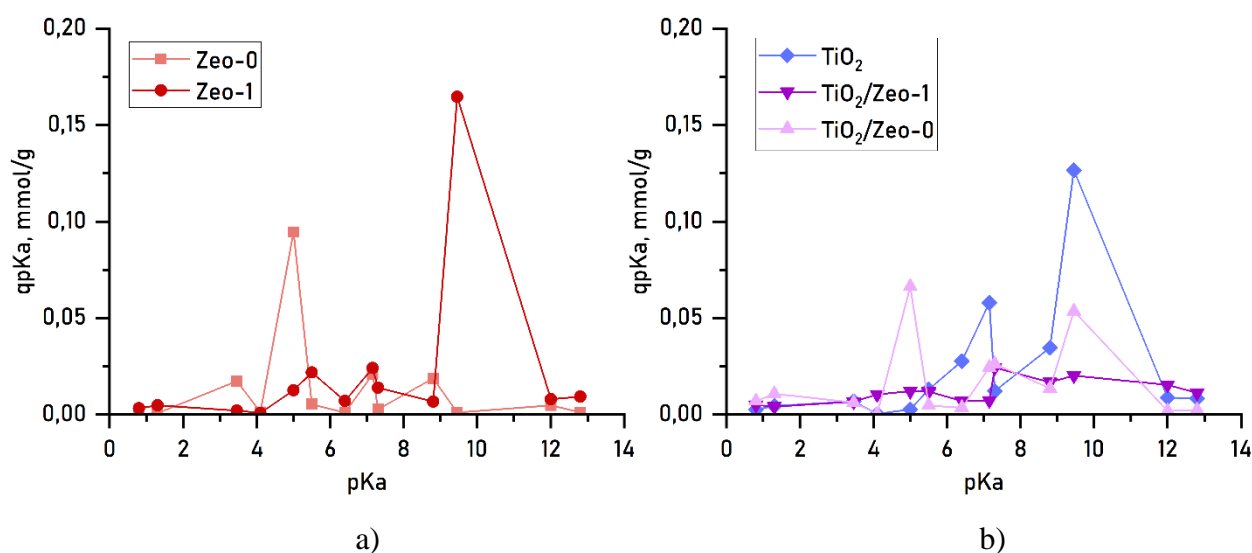 0,20
0,15
0,10
0,05
0,00
qpKa, mmol/g
Zeo-0
Zeo-1
0 2 4 6 8 10 12 14
pKa
a)
0,20
0,15
0,10
0,05
0,00
qpKa, mmol/g
TiO₂
TiO₂/Zeo-1
TiO₂/Zeo-0
0 2 4 6 8 10 12 14
pKa
b)